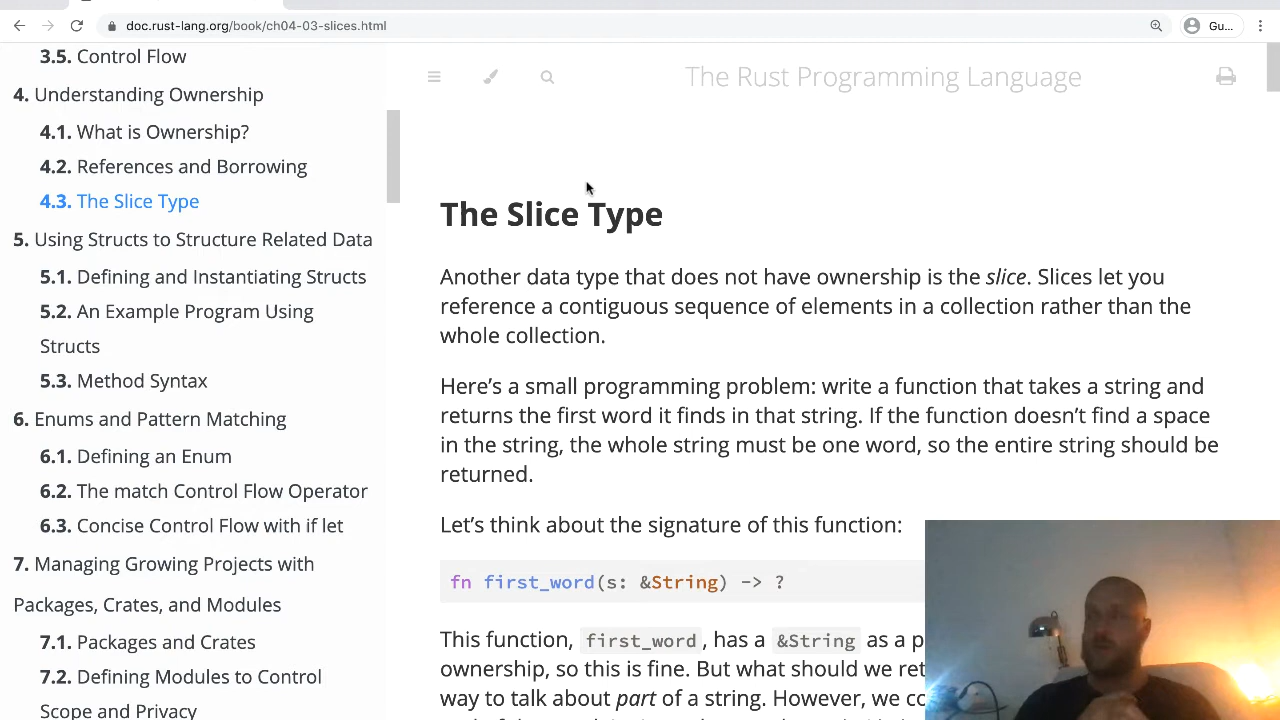 doc.rust-lang.org/book/ch04-03-slices.html
Gu...
3.5. Control Flow
4. Understanding Ownership
4.1. What is Ownership?
4.2. References and Borrowing
4.3. The Slice Type
5. Using Structs to Structure Related Data
5.1. Defining and Instantiating Structs
5.2. An Example Program Using
Structs
5.3. Method Syntax
6. Enums and Pattern Matching
6.1. Defining an Enum
6.2. The match Control Flow Operator
6.3. Concise Control Flow with if let
7. Managing Growing Projects with
Packages, Crates, and Modules
7.1. Packages and Crates
7.2. Defining Modules to Control
Scope and Privacy
The Rust Programming Language
The Slice Type
Another data type that does not have ownership is the slice. Slices let you
reference a contiguous sequence of elements in a collection rather than the
whole collection.
Here’s a small programming problem: write a function that takes a string and
returns the first word it finds in that string. If the function doesn’t find a space
in the string, the whole string must be one word, so the entire string should be
returned.
Let’s think about the signature of this function:
fn first_word(s: &String) -> ?
This function, first_word, has a &String as a p
ownership, so this is fine. But what should we ret
way to talk about part of a string. However, we co